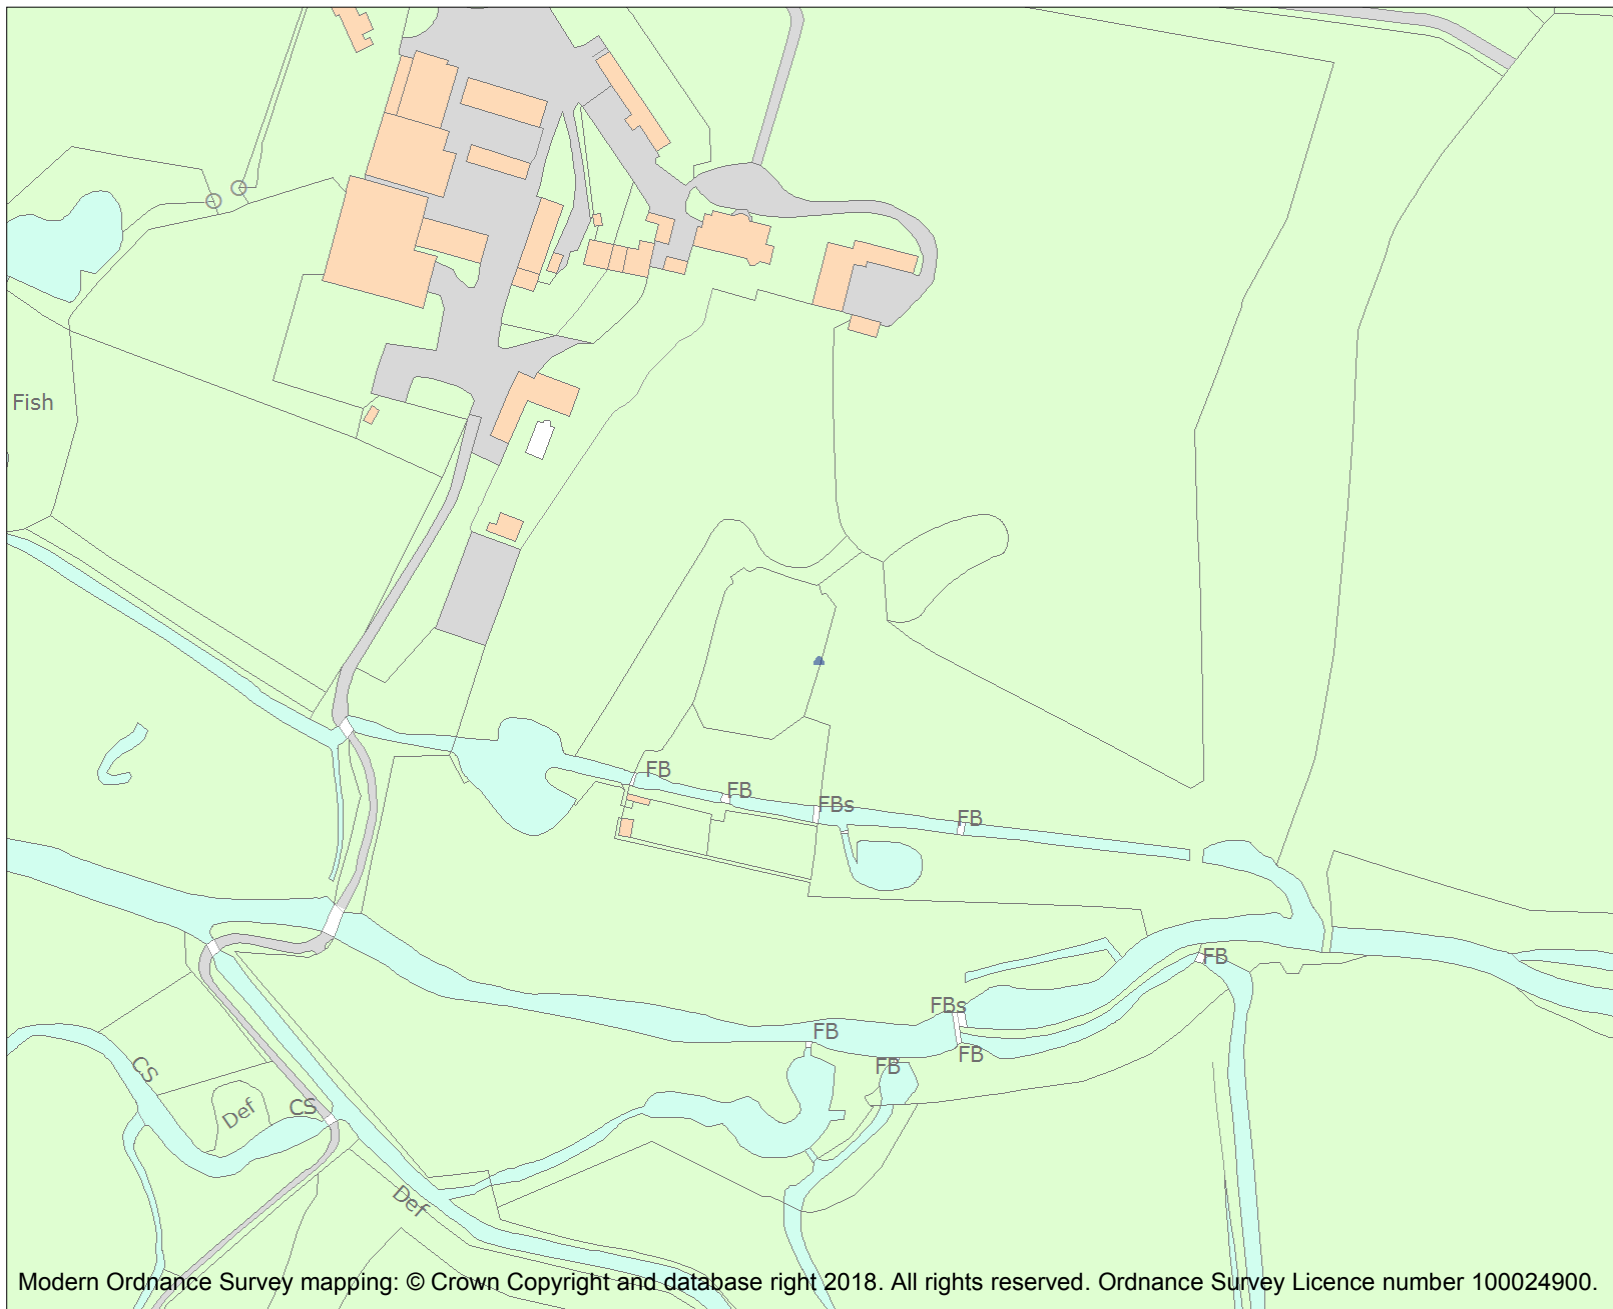 Fish
FB
FB
FBs
FB
FB
FBs
FB
FB
FB
CS
Def
CS
Def
Modern Ordnance Survey mapping: © Crown Copyright and database right 2018. All rights reserved. Ordnance Survey Licence number 100024900.